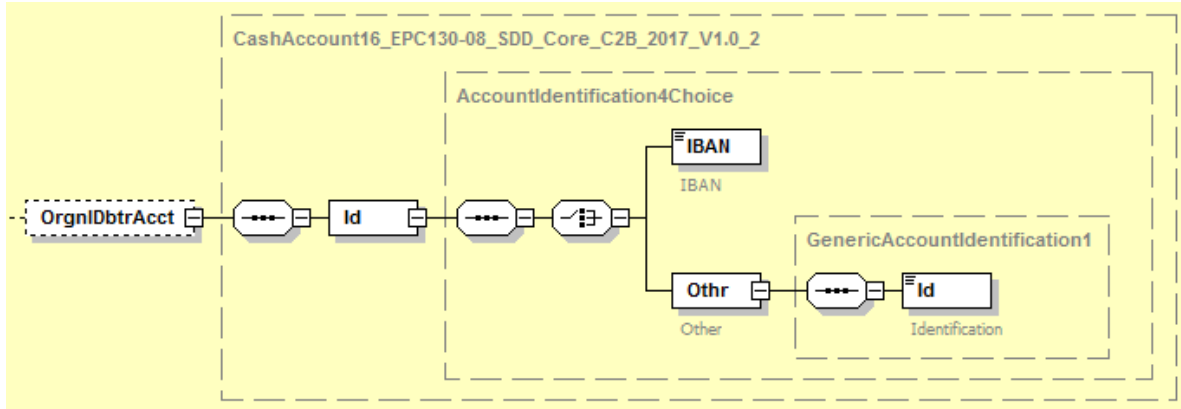 CashAccount16_EPC130-08_SDD_Core_C2B_2017_V1.0_2
AccountIdentification4Choice
IBAN
IBAN
OrgnlDbtrAcct
Id
GenericAccountIdentification1
Othr
Id
Other
Identification